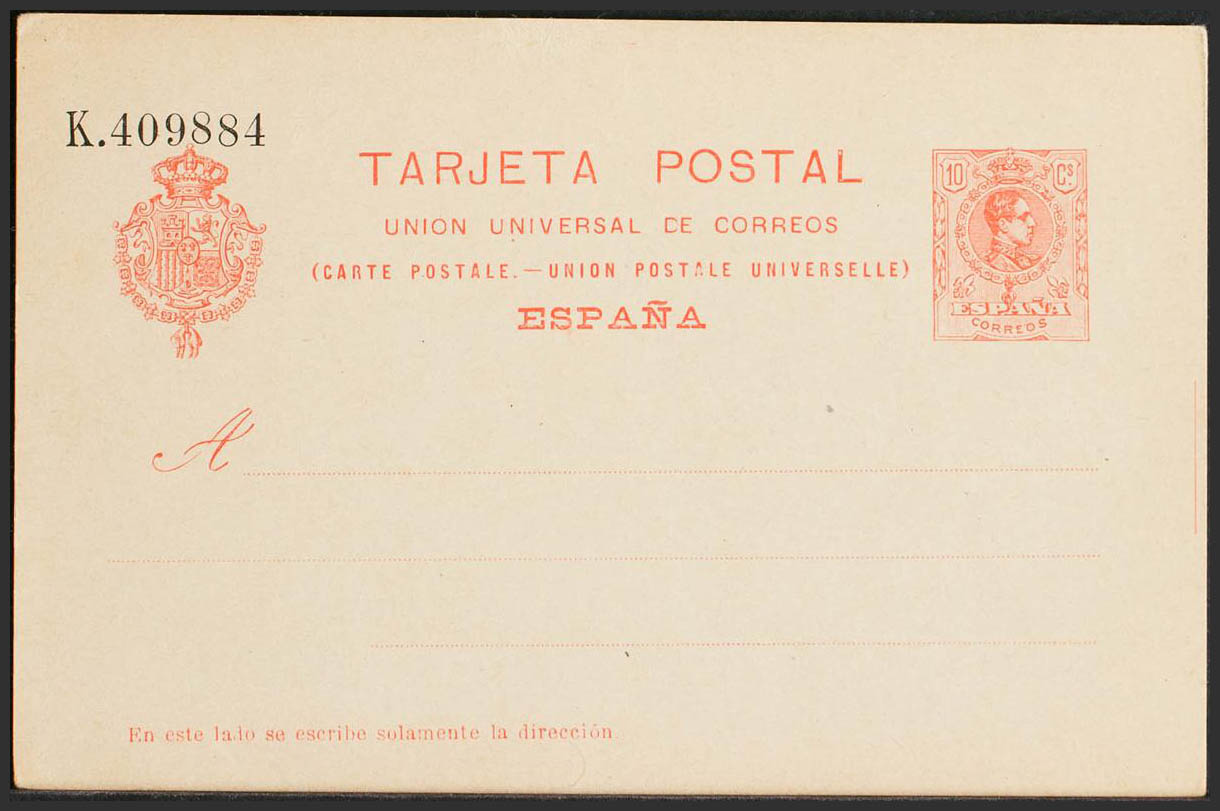 K.409884
TARJETA POSTAL
UNION UNIVERSAL DE CORREOS
(CARTE POSTALE.—UNION POSTALE UNIVERSELLE)
ESPAÑA
10 Cs.
ESPAÑA
CORREOS
A
En este lado se escribe solamente la dirección.